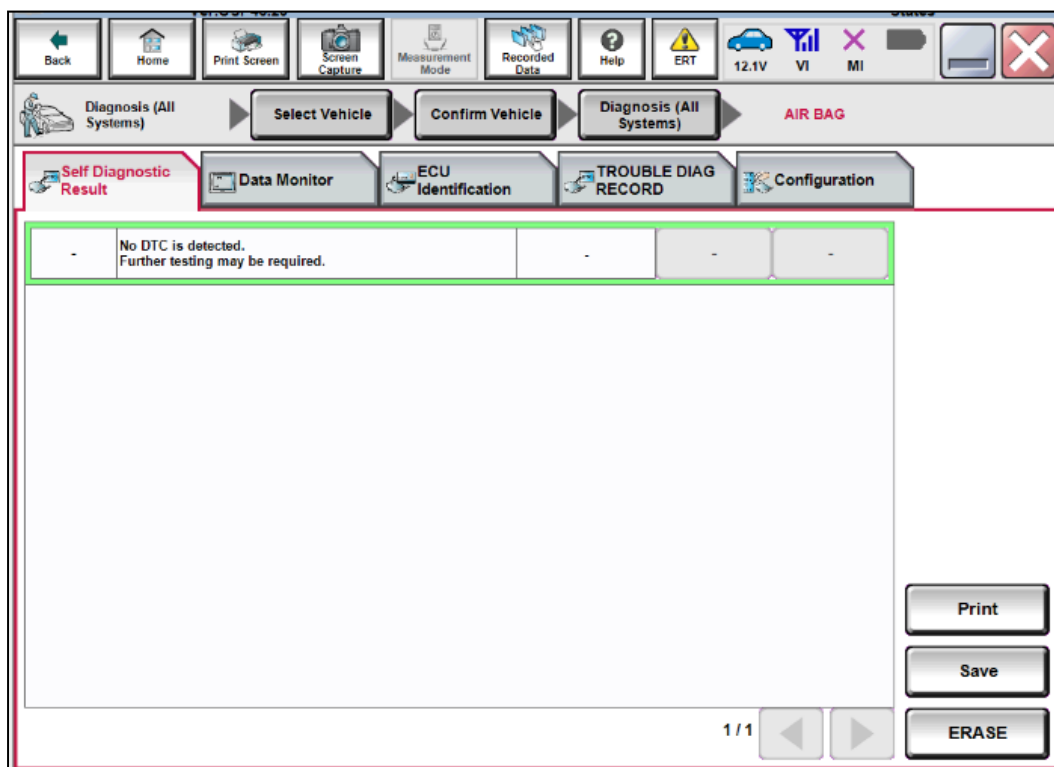 Back
Home
Print Screen
Screen
Capture
Measurement
Mode
Recorded
Data
Help
ERT
12.1V
VI
MI
Diagnosis (All
Systems)
Select Vehicle
Confirm Vehicle
Diagnosis (All
Systems)
AIR BAG
Self Diagnostic
Result
Data Monitor
ECU
Identification
TROUBLE DIAG
RECORD
Configuration
-
No DTC is detected.
Further testing may be required.
-
-
-
Print
Save
1 / 1
ERASE